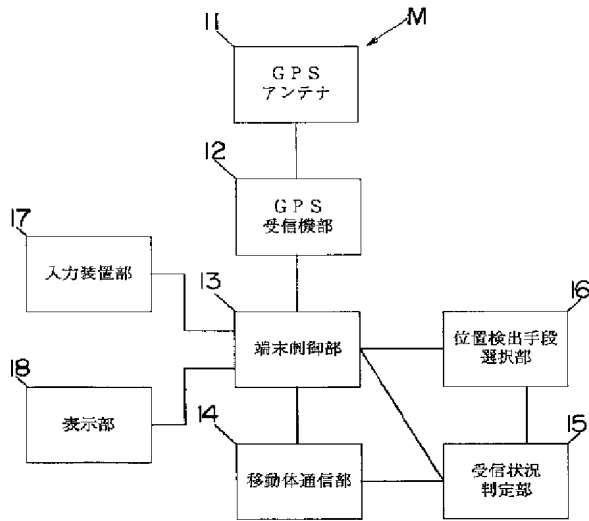 11
M
GPS
アンテナ
12
GPS
受信機部
17
入力装置部
13
端末制御部
16
位置検出手段
選択部
18
表示部
14
移動体通信部
15
受信状況
判定部